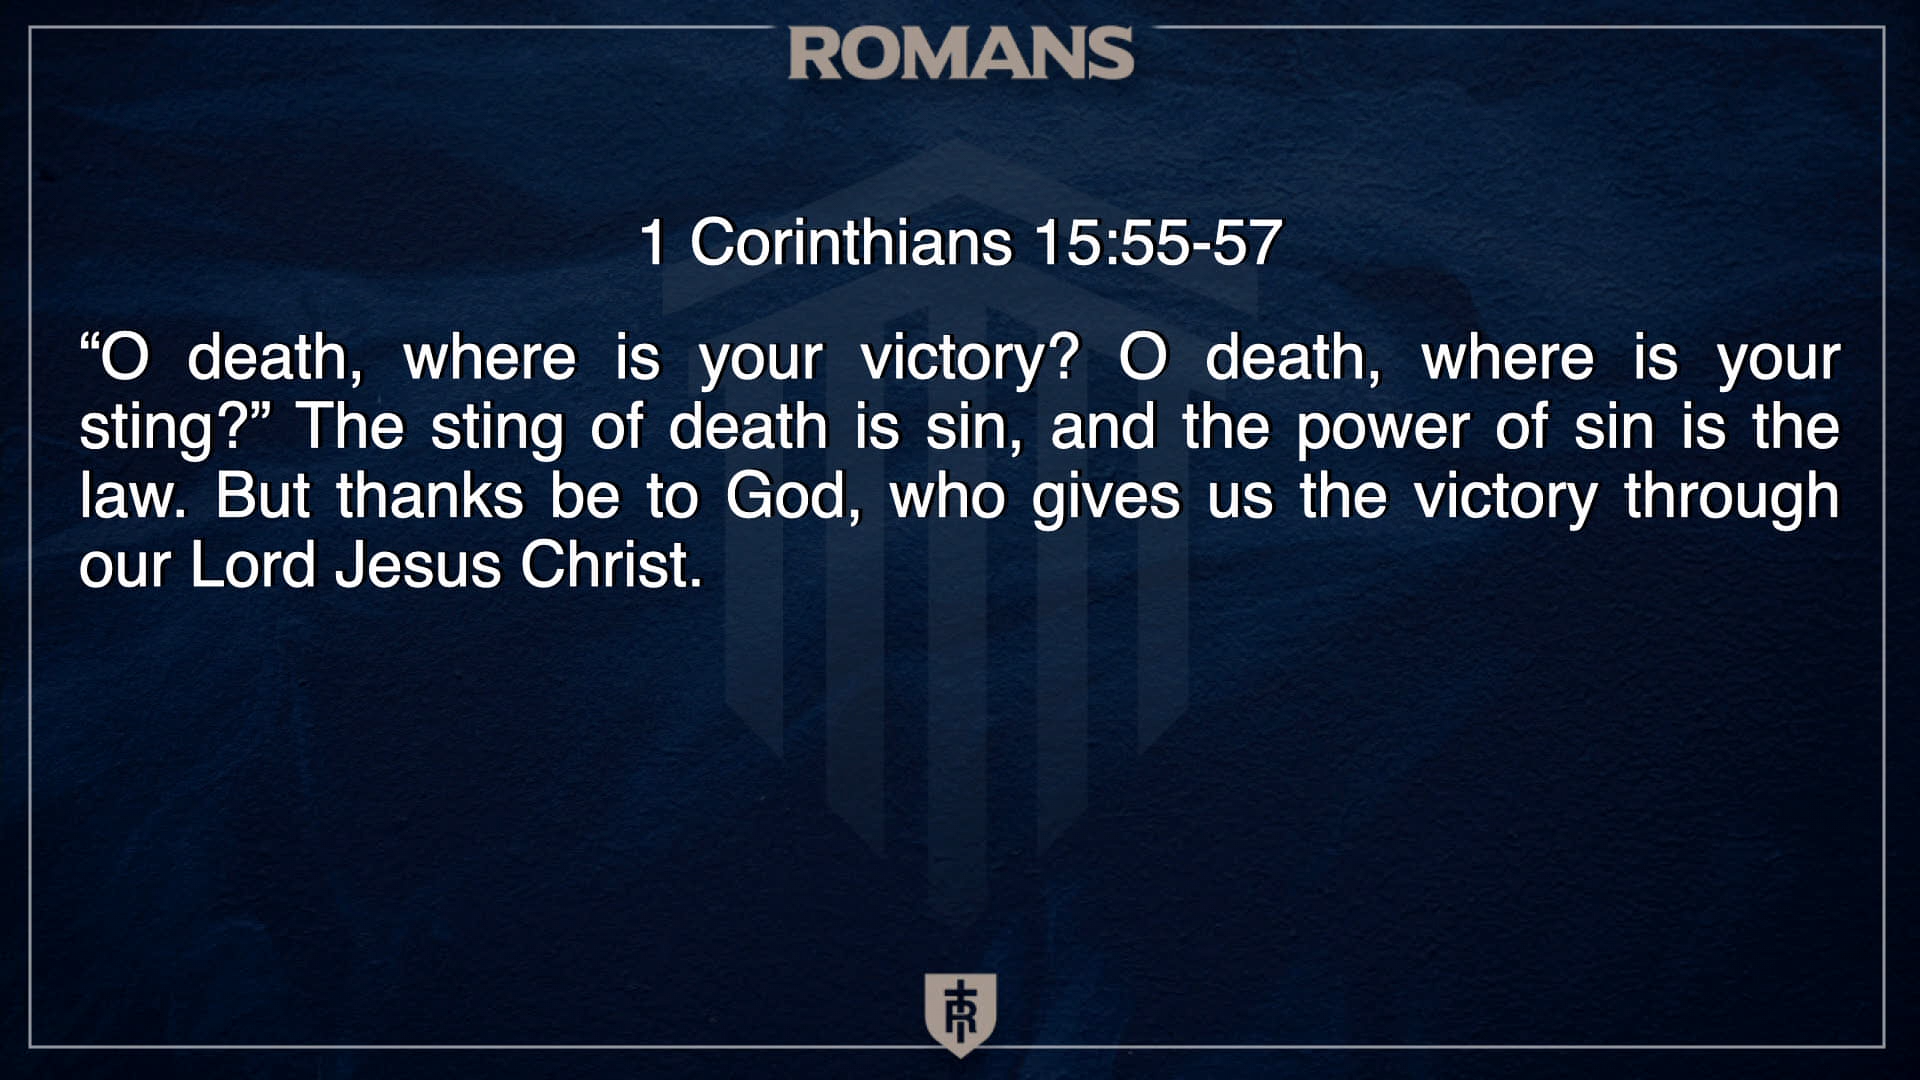 ROMANS
1 Corinthians 15:55-57
“O death, where is your victory? O death, where is your
sting?” The sting of death is sin, and the power of sin is the
law. But thanks be to God, who gives us the victory through
our Lord Jesus Christ.